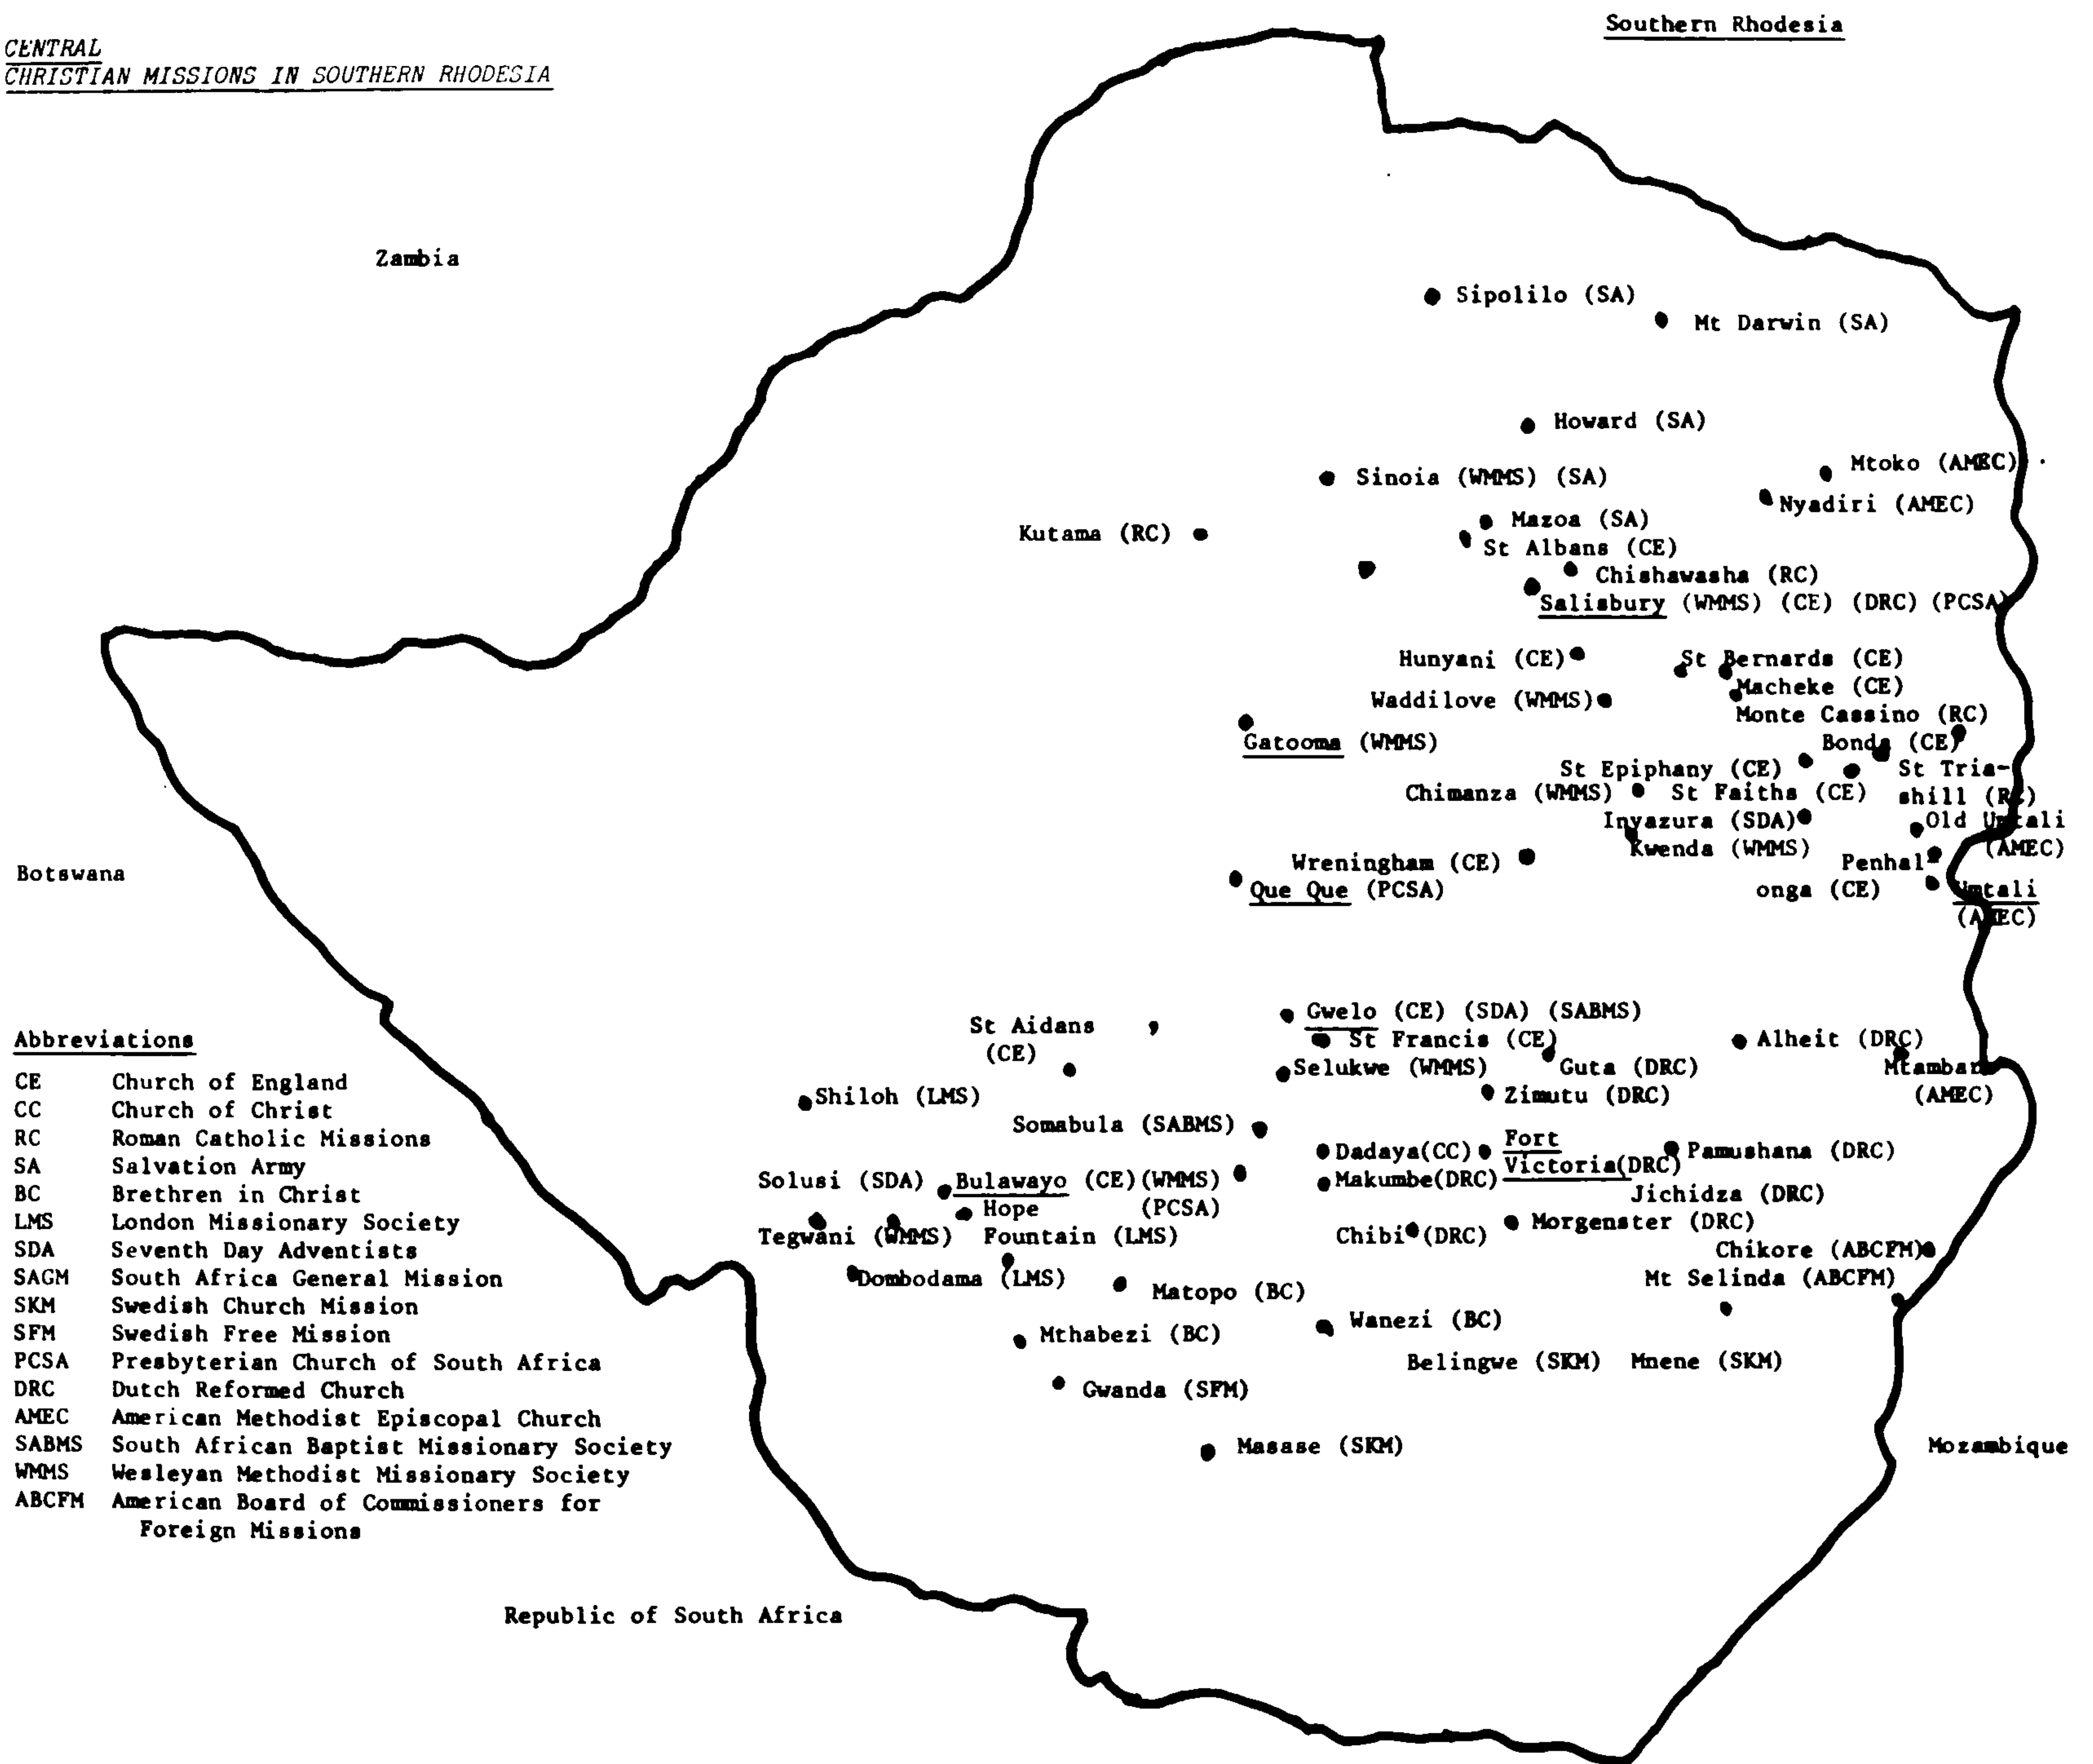 Southern Rhodesia
CENTRAL
CHRISTIAN MISSIONS IN SOUTHERN RHODESIA
Zambia
Sipolilo (SA)
Mt Darwin (SA)
Howard (SA)
Mtoko (AMEC)
Sinoia (WMMS) (SA)
Nyadiri (AMEC)
Kutama (RC)
Mazoa (SA)
St Albans (CE)
Chishawasha (RC)
Salisbury (WMMS) (CE) (DRC) (PCSA)
Hunyani (CE)
St Bernards (CE)
Macheke (CE)
Waddilove (WMMS)
Monte Cassino (RC)
Gatooma (WMMS)
Bonda (CE)
St Epiphany (CE)
St Tria-
shill (RC)
Chimanza (WMMS)
St Faiths (CE)
Inyazura (SDA)
Old Umtali
(AMEC)
Kwenda (WMMS)
Wreningham (CE)
Penhal-
onga (CE)
Botswana
Que Que (PCSA)
Umtali
(AMEC)
Gwelo (CE) (SDA) (SABMS)
St Aidans
(CE)
St Francis (CE)
Alheit (DRC)
Selukwe (WMMS)
Guta (DRC)
Mtambara
(AMEC)
Shiloh (LMS)
Zimutu (DRC)
Somabula (SABMS)
Dadaya(CC)
Fort
Victoria(DRC)
Pamushana (DRC)
Solusi (SDA)
Bulawayo (CE)(WMMS)
(PCSA)
Makumbe(DRC)
Jichidza (DRC)
Hope
Fountain (LMS)
Tegwani (WMMS)
Chibi (DRC)
Morgenster (DRC)
Chikore (ABCFM)
Dombodama (LMS)
Matopo (BC)
Mt Selinda (ABCFM)
Mthabezi (BC)
Wanezi (BC)
Belingwe (SKM)
Mnene (SKM)
Gwanda (SFM)
Masase (SKM)
Mozambique
Republic of South Africa
Abbreviations
CE Church of England
CC Church of Christ
RC Roman Catholic Missions
SA Salvation Army
BC Brethren in Christ
LMS London Missionary Society
SDA Seventh Day Adventists
SAGM South Africa General Mission
SKM Swedish Church Mission
SFM Swedish Free Mission
PCSA Presbyterian Church of South Africa
DRC Dutch Reformed Church
AMEC American Methodist Episcopal Church
SABMS South African Baptist Missionary Society
WMMS Wesleyan Methodist Missionary Society
ABCFM American Board of Commissioners for
Foreign Missions